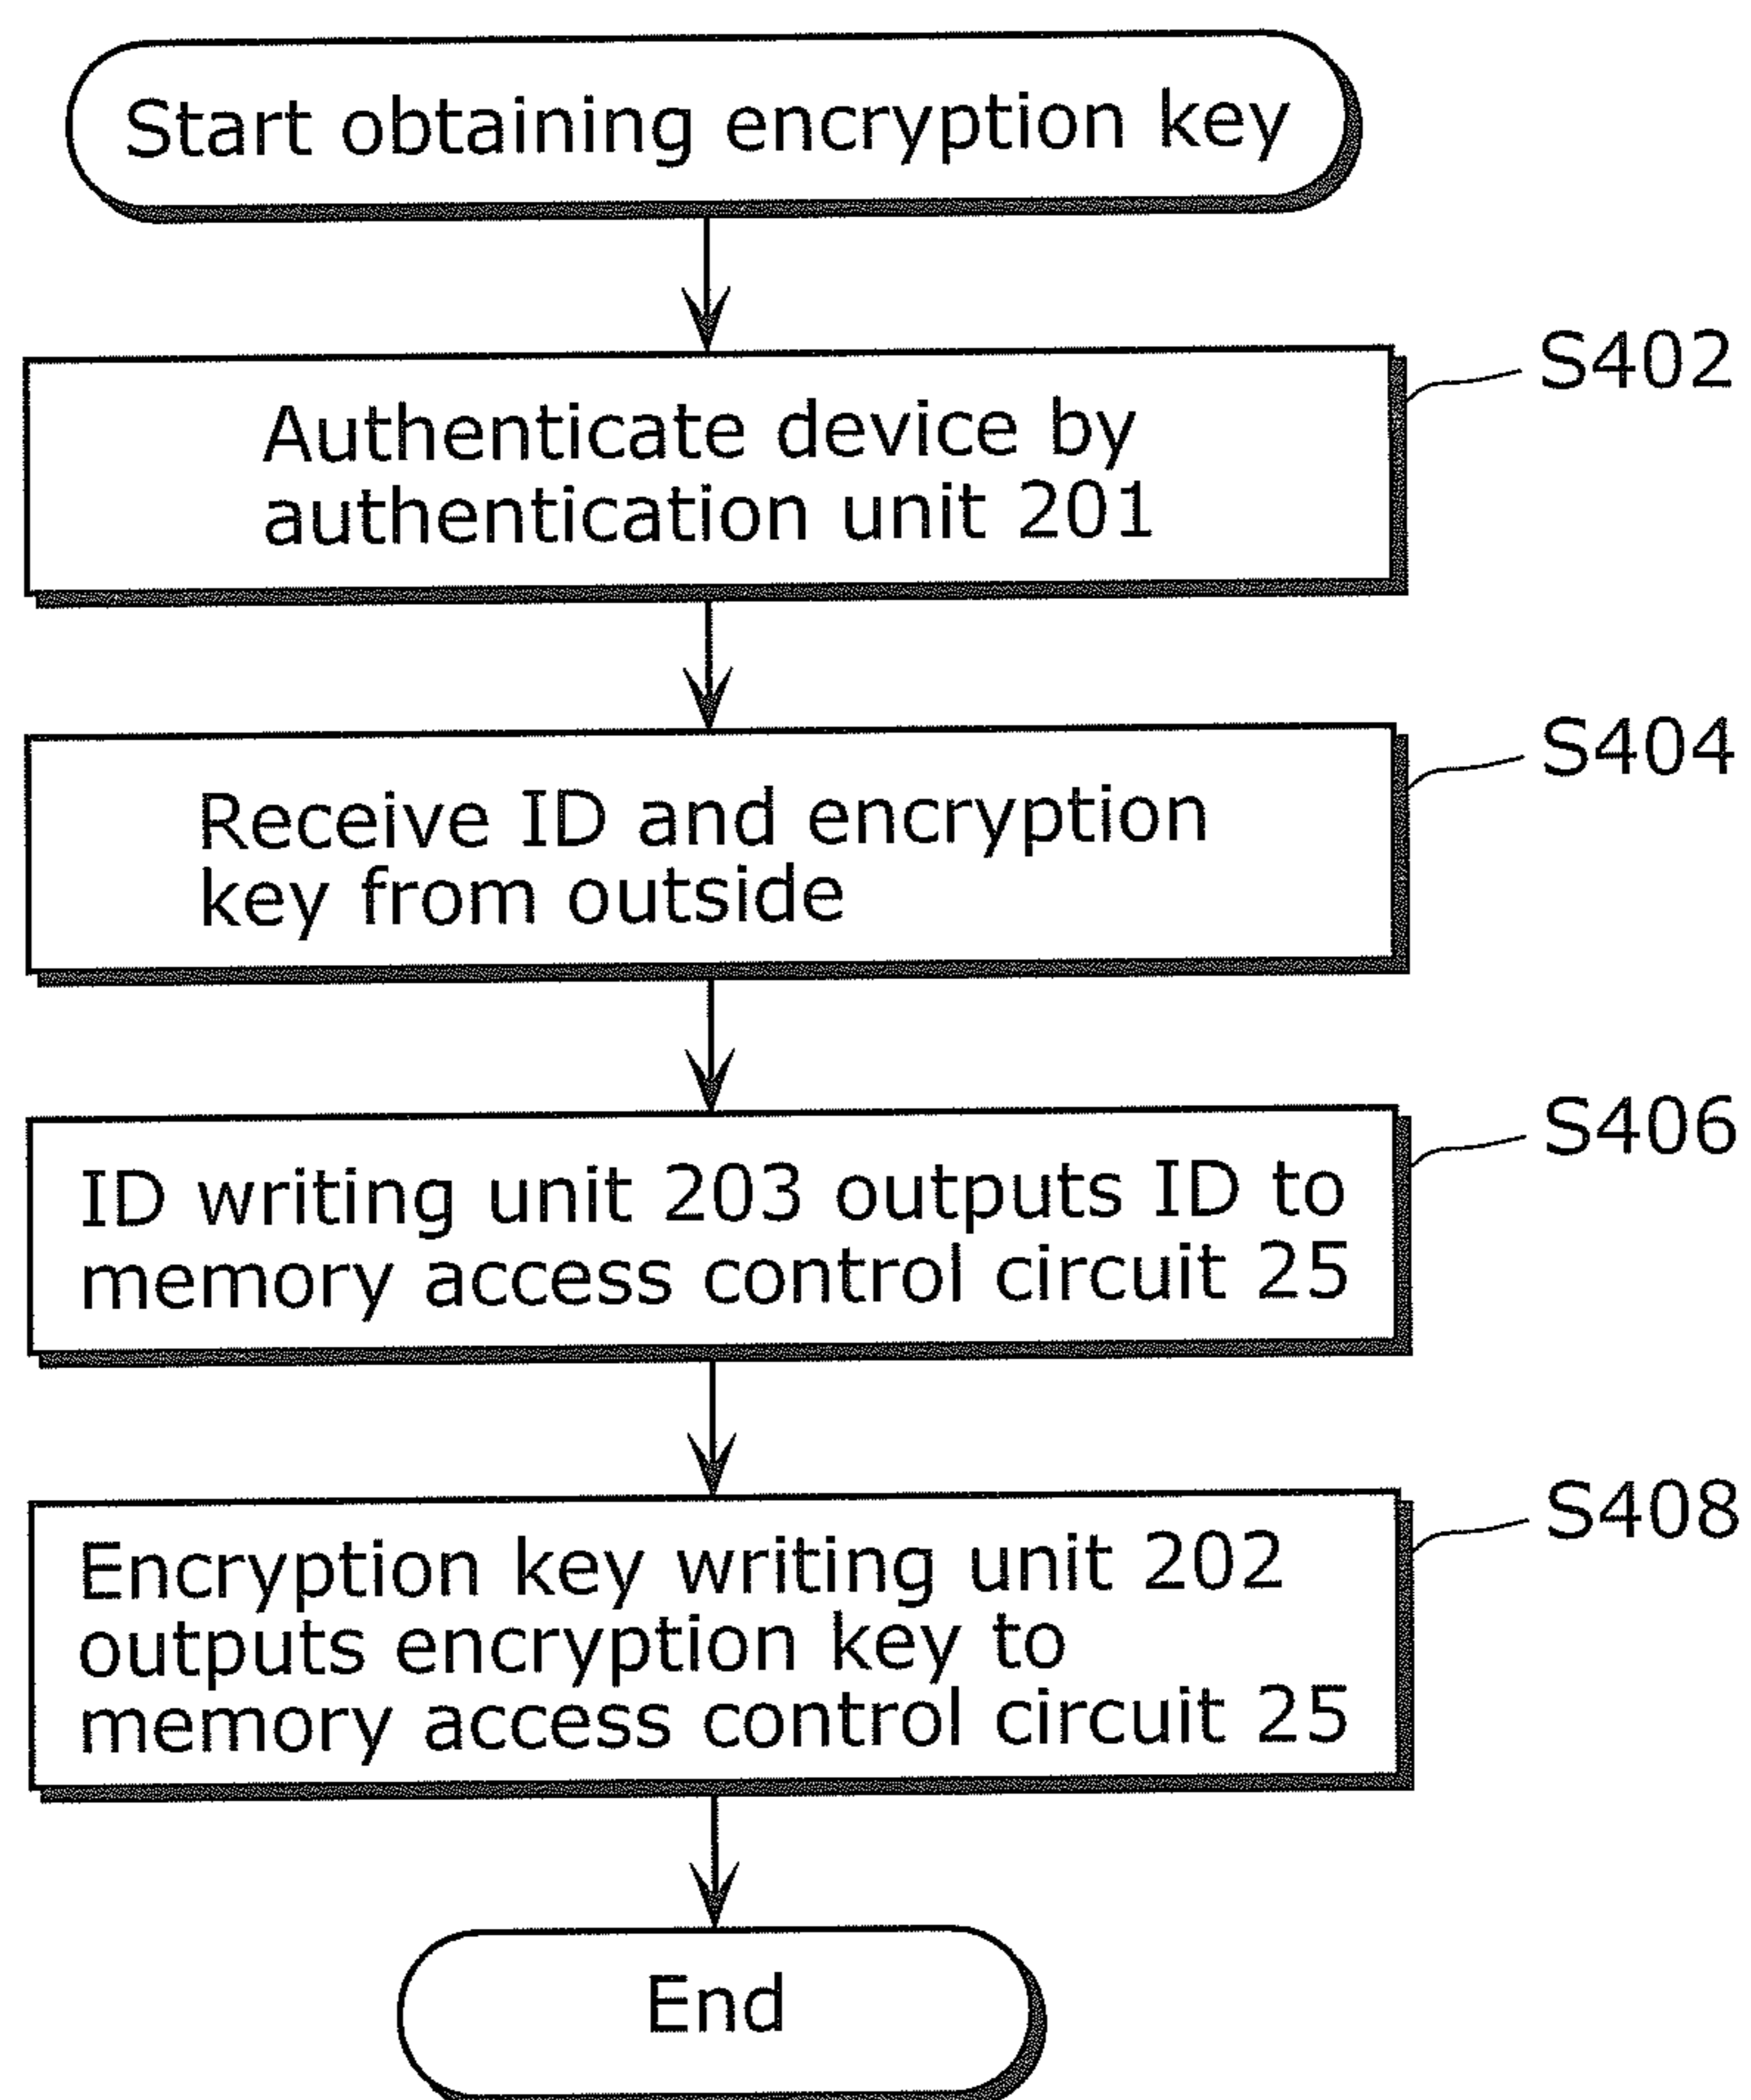 Start obtaining encryption key
S402
Authenticate device by
authentication unit 201
S404
Receive ID and encryption
key from outside
S406
ID writing unit 203 outputs ID to
memory access control circuit 25
S408
Encryption key writing unit 202
outputs encryption key to
memory access control circuit 25
End